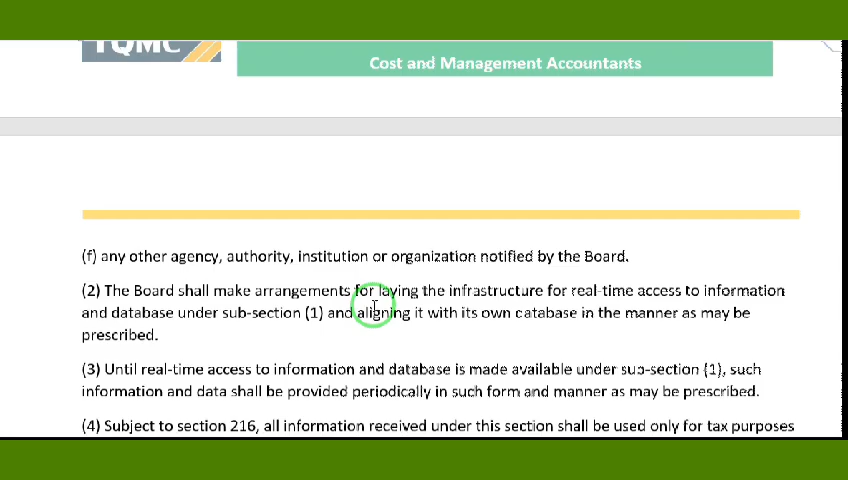 TQMC
Cost and Management Accountants
(f) any other agency, authority, institution or organization notified by the Board.
(2) The Board shall make arrangements for laying the infrastructure for real-time access to information
and database under sub-section (1) and aligning it with its own database in the manner as may be
prescribed.
(3) Until real-time access to information and database is made available under sub-section (1), such
information and data shall be provided periodically in such form and manner as may be prescribed.
(4) Subject to section 216, all information received under this section shall be used only for tax purposes